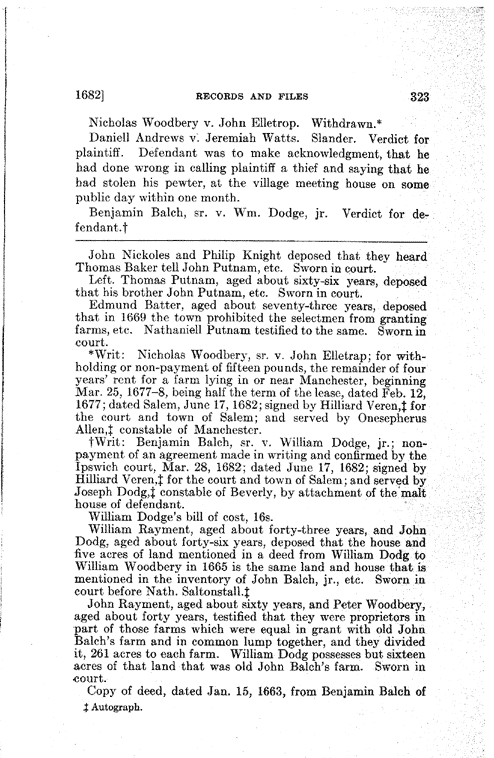 1682] RECORDS AND FILES 323
Nicholas Woodbery v. John Elletrop. Withdrawn.*
Daniell Andrews v. Jeremiah Watts. Slander. Verdict for
plaintiff. Defendant was to make acknowledgment, that he
had done wrong in calling plaintiff a thief and saying that he
had stolen his pewter, at the village meeting house on some
public day within one month.
Benjamin Balch, sr. v. Wm. Dodge, jr. Verdict for de-
fendant.†
John Nickoles and Philip Knight deposed that they heard
Thomas Baker tell John Putnam, etc. Sworn in court.
Left. Thomas Putnam, aged about sixty-six years, deposed
that his brother John Putnam, etc. Sworn in court.
Edmund Batter, aged about seventy-three years, deposed
that in 1669 the town prohibited the selectmen from granting
farms, etc. Nathaniell Putnam testified to the same. Sworn in
court.
*Writ: Nicholas Woodbery, sr. v. John Elletrap; for with-
holding or non-payment of fifteen pounds, the remainder of four
years' rent for a farm lying in or near Manchester, beginning
Mar. 25, 1677-8, being half the term of the lease, dated Feb. 12,
1677; dated Salem, June 17, 1682; signed by Hilliard Veren,‡ for
the court and town of Salem; and served by Onesepherus
Allen,‡ constable of Manchester.
†Writ: Benjamin Balch, sr. v. William Dodge, jr.; non-
payment of an agreement made in writing and confirmed by the
Ipswich court, Mar. 28, 1682; dated June 17, 1682; signed by
Hilliard Veren,‡ for the court and town of Salem; and served by
Joseph Dodg,‡ constable of Beverly, by attachment of the malt
house of defendant.
William Dodge's bill of cost, 16s.
William Rayment, aged about forty-three years, and John
Dodg, aged about forty-six years, deposed that the house and
five acres of land mentioned in a deed from William Dodg to
William Woodbery in 1665 is the same land and house that is
mentioned in the inventory of John Balch, jr., etc. Sworn in
court before Nath. Saltonstall.‡
John Rayment, aged about sixty years, and Peter Woodbery,
aged about forty years, testified that they were proprietors in
part of those farms which were equal in grant with old John
Balch's farm and in common lump together, and they divided
it, 261 acres to each farm. William Dodg possesses but sixteen
acres of that land that was old John Balch's farm. Sworn in
court.
Copy of deed, dated Jan. 15, 1663, from Benjamin Balch of
‡ Autograph.